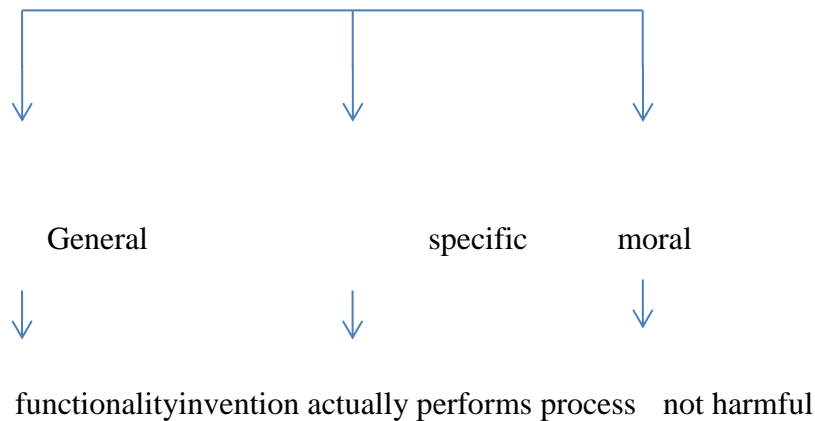 General specific moral
functionalityinvention actually performs process not harmful